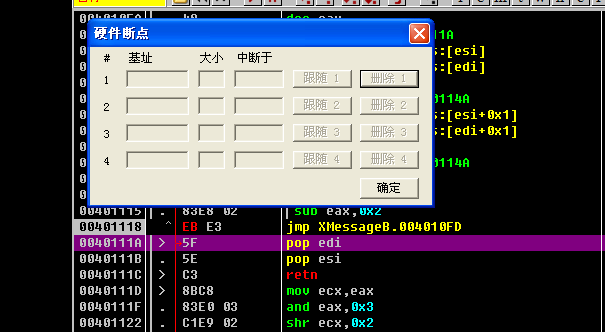 硬件断点
# 基址 大小 中断于
1 跟随 1 删除 1
2 跟随 2 删除 2
3 跟随 3 删除 3
4 跟随 4 删除 4
确定
1A
s:[esi]
s:[edi]
0114A
s:[esi+0x1]
s:[edi+0x1]
0114A
00401115 . 83E8 02 sub eax,0x2
00401118 ^ EB E3 jmp XMessageB.004010FD
0040111A > 5F pop edi
0040111B . 5E pop esi
0040111C > C3 retn
0040111D > 8BC8 mov ecx,eax
0040111F . 83E0 03 and eax,0x3
00401122 . C1E9 02 shr ecx,0x2